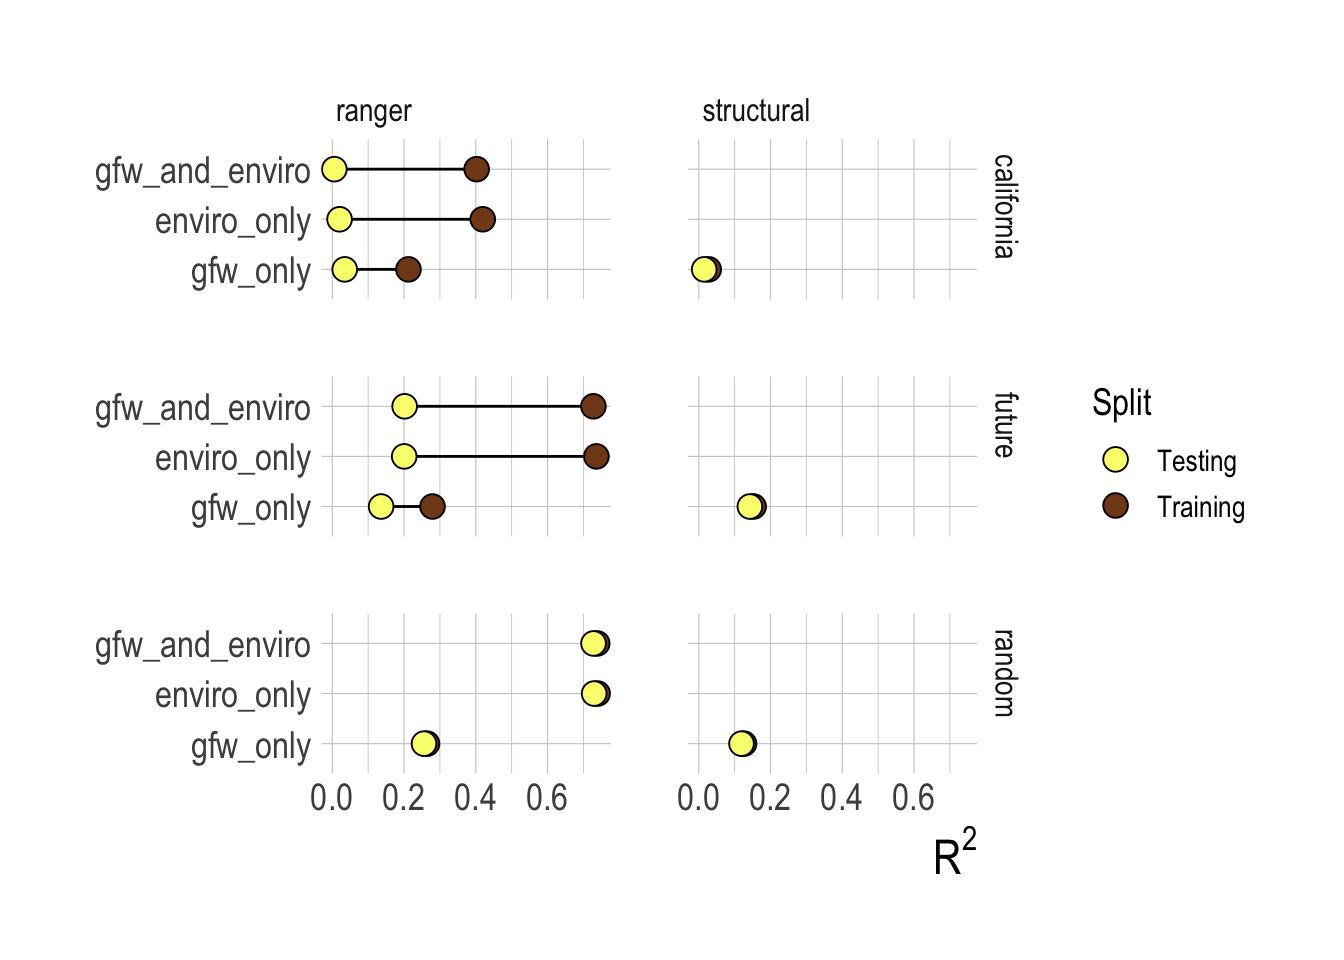 ranger
structural
gfw_and_enviro
enviro_only
gfw_only
california
gfw_and_enviro
enviro_only
gfw_only
future
Split
Testing
Training
gfw_and_enviro
enviro_only
gfw_only
random
0.0 0.2 0.4 0.6
0.0 0.2 0.4 0.6
R²